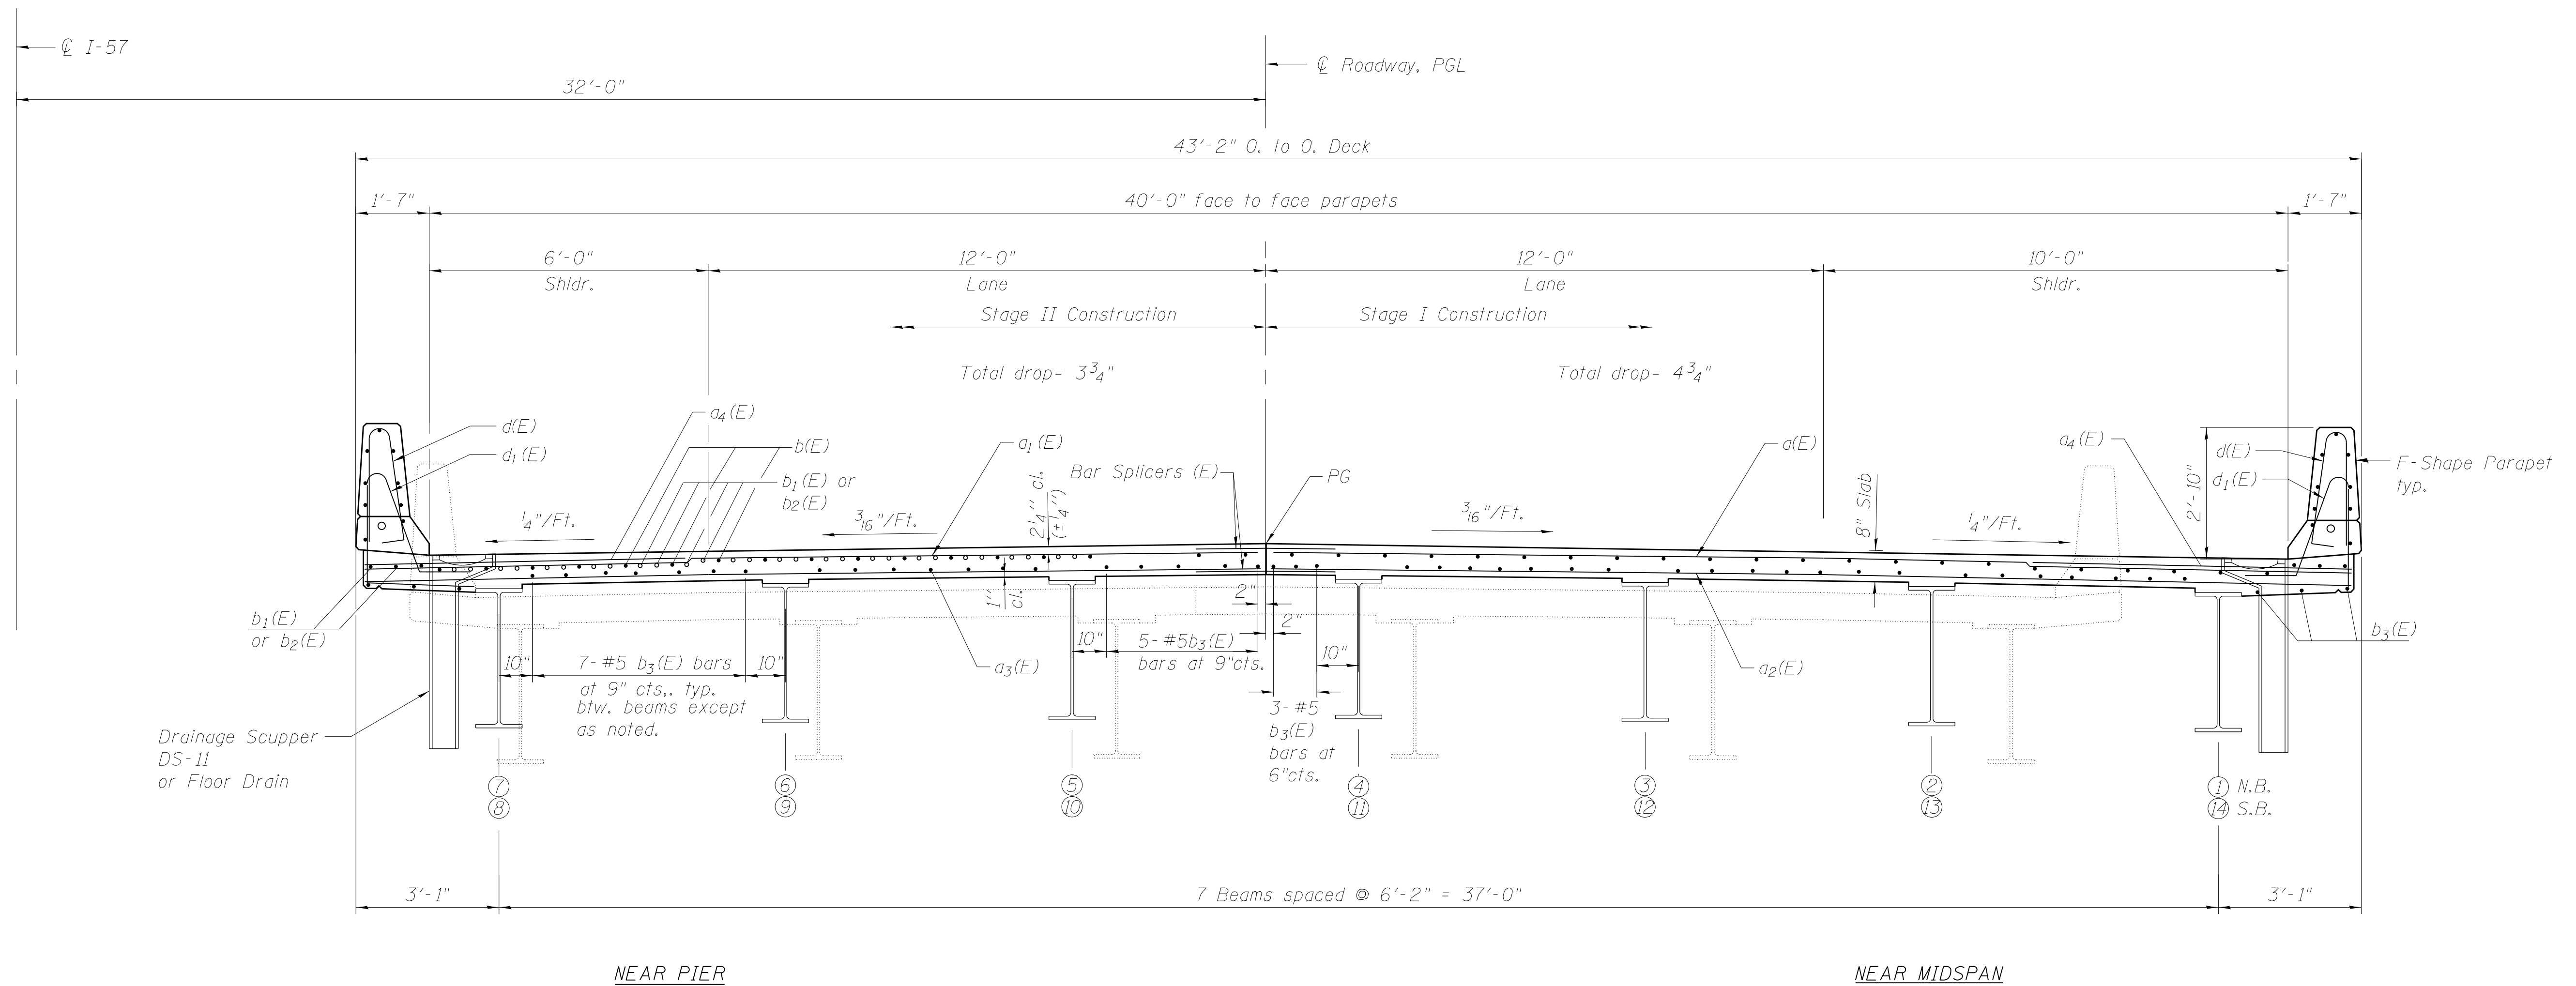 ℄ I-57
℄ Roadway, PGL
32'-0"
43'-2" O. to O. Deck
1'-7"
40'-0" face to face parapets
1'-7"
6'-0"
Shldr.
12'-0"
Lane
12'-0"
Lane
10'-0"
Shldr.
Stage II Construction
Stage I Construction
Total drop= 3 3/4"
Total drop= 4 3/4"
a4(E)
d(E)
d1(E)
b(E)
b1(E) or
b2(E)
a1(E)
Bar Splicers (E)
PG
a(E)
a4(E)
d(E)
d1(E)
2'-10"
F-Shape Parapet
typ.
1/4"/Ft.
3/16"/Ft.
2 1/4" cl.
(±1/4")
3/16"/Ft.
8" Slab
1/4"/Ft.
b1(E)
or b2(E)
1"
cl.
2"
2"
10"
7-#5 b3(E) bars
at 9" cts,. typ.
btw. beams except
as noted.
10"
10"
5-#5b3(E)
bars at 9"cts.
a3(E)
10"
3-#5
b3(E)
bars at
6"cts.
a2(E)
b3(E)
Drainage Scupper
DS-11
or Floor Drain
7 6 5 4 3 2 1 N.B.
8 9 10 11 12 13 14 S.B.
3'-1"
7 Beams spaced @ 6'-2" = 37'-0"
3'-1"
NEAR PIER
NEAR MIDSPAN